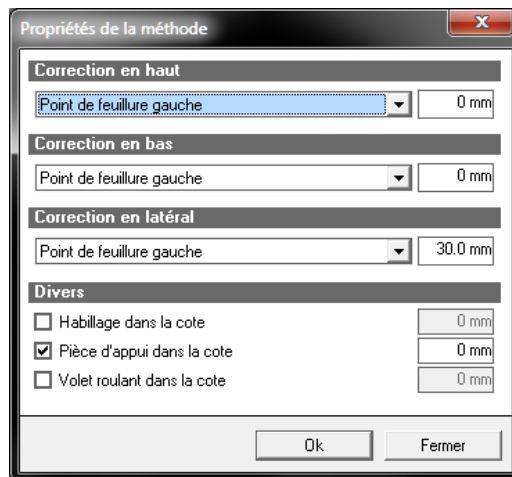 Propriétés de la méthode
Correction en haut
Point de feuillure gauche 0 mm
Correction en bas
Point de feuillure gauche 0 mm
Correction en latéral
Point de feuillure gauche 30.0 mm
Divers
Habillage dans la cote 0 mm
Pièce d'appui dans la cote 0 mm
Volet roulant dans la cote 0 mm
Ok Fermer